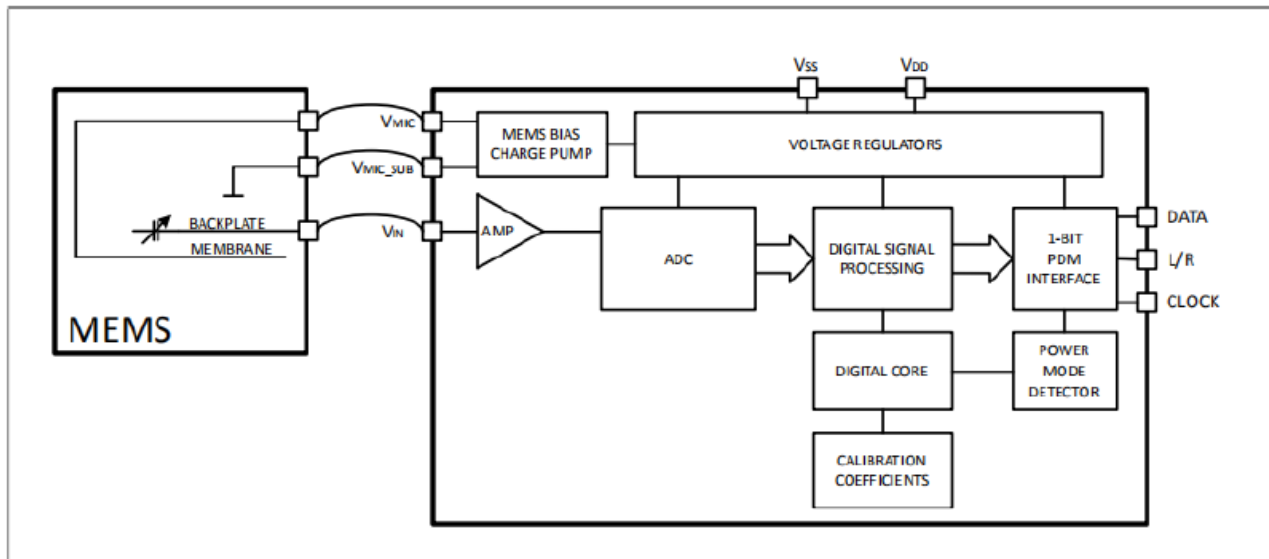 VSS
VDD
VMIC
MEMS BIAS
CHARGE PUMP
VOLTAGE REGULATORS
VMIC_SUB
BACKPLATE
VIN
AMP
MEMBRANE
MEMS
ADC
DIGITAL SIGNAL
PROCESSING
1-BIT
PDM
INTERFACE
DATA
L/R
CLOCK
DIGITAL CORE
POWER
MODE
DETECTOR
CALIBRATION
COEFFICIENTS